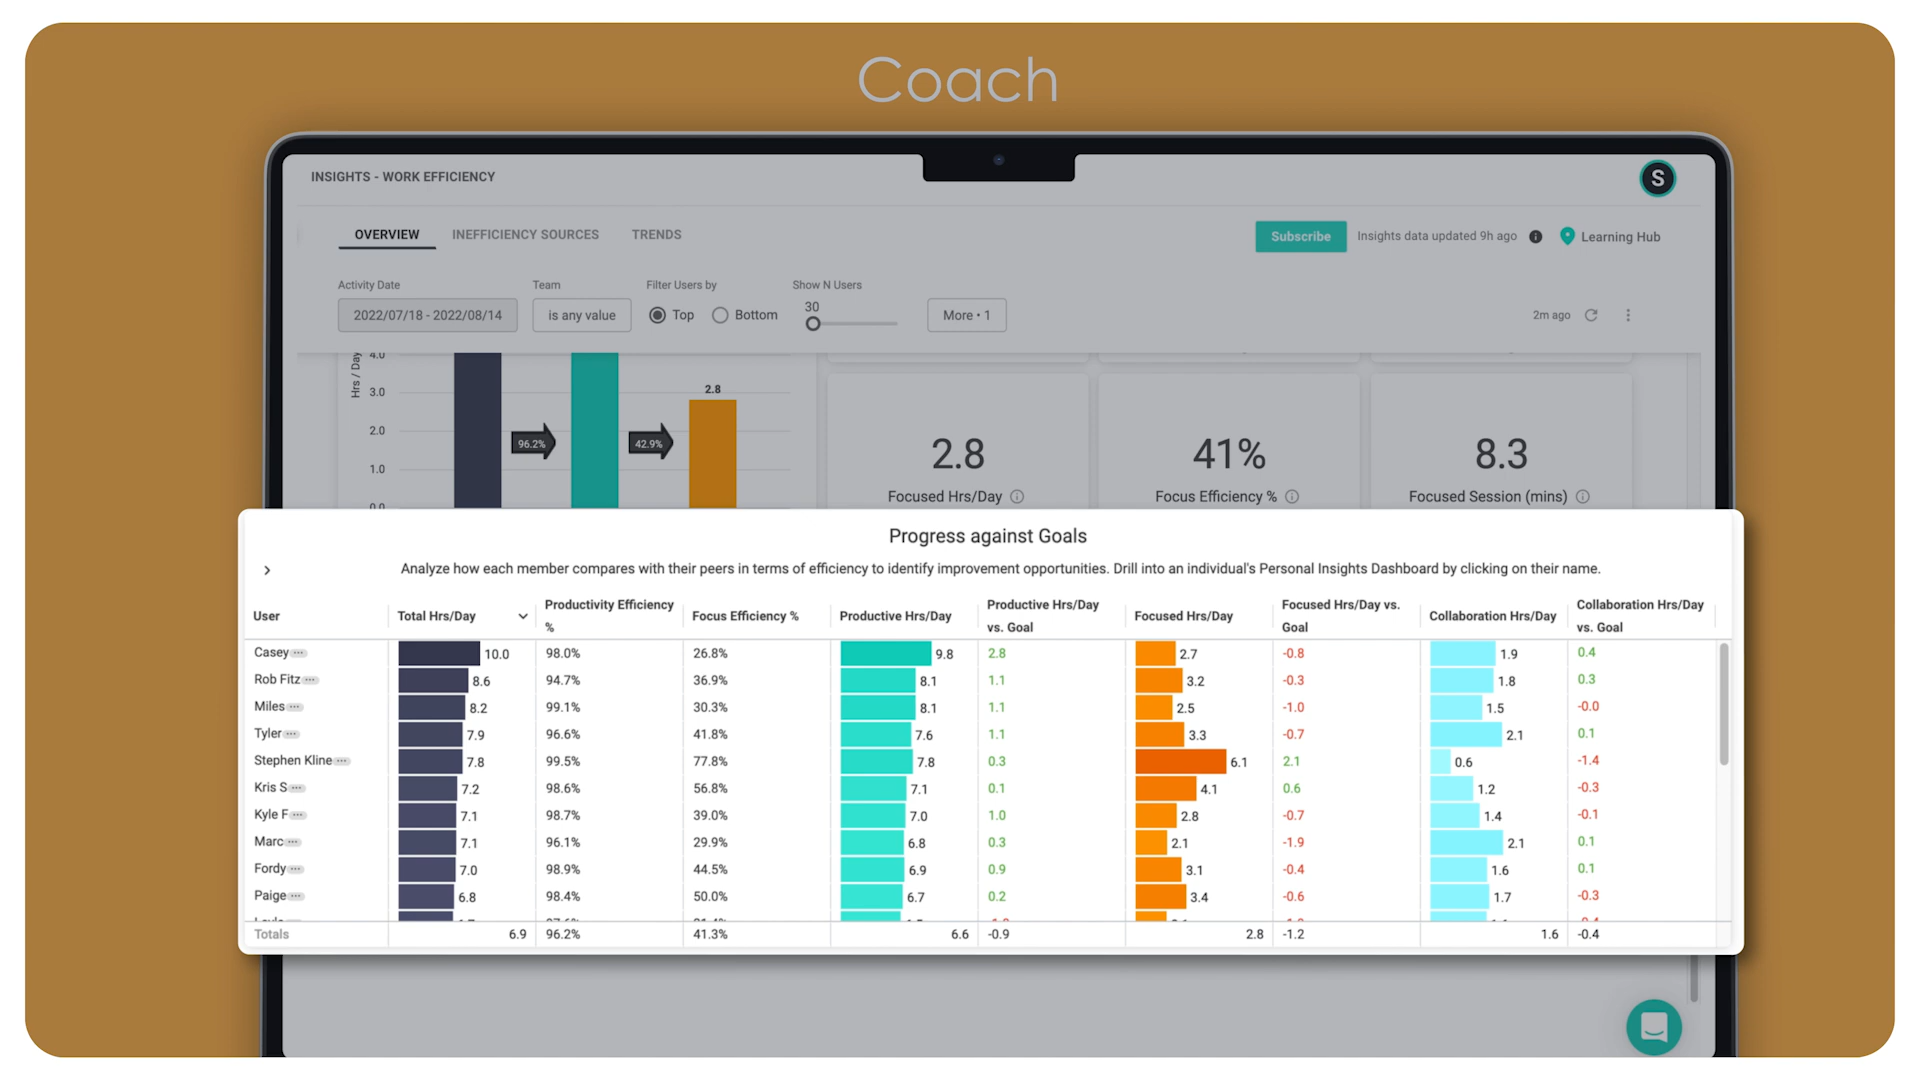 Coach
INSIGHTS - WORK EFFICIENCY
S
OVERVIEW INEFFICIENCY SOURCES TRENDS
Subscribe Insights data updated 9h ago Learning Hub
Activity Date Team Filter Users by Show N Users
30
2022/07/18 - 2022/08/14 is any value Top Bottom More • 1 2m ago
Hrs / Day
4.0
3.0
2.0
1.0
0.0
2.8
96.2% 42.9%
2.8 41% 8.3
Focused Hrs/Day Focus Efficiency % Focused Session (mins)
Progress against Goals
Analyze how each member compares with their peers in terms of efficiency to identify improvement opportunities. Drill into an individual's Personal Insights Dashboard by clicking on their name.
User Total Hrs/Day Productivity Efficiency % Focus Efficiency % Productive Hrs/Day Productive Hrs/Day vs. Goal Focused Hrs/Day Focused Hrs/Day vs. Goal Collaboration Hrs/Day Collaboration Hrs/Day vs. Goal
Casey 10.0 98.0% 26.8% 9.8 2.8 2.7 -0.8 1.9 0.4
Rob Fitz 8.6 94.7% 36.9% 8.1 1.1 3.2 -0.3 1.8 0.3
Miles 8.2 99.1% 30.3% 8.1 1.1 2.5 -1.0 1.5 -0.0
Tyler 7.9 96.6% 41.8% 7.6 1.1 3.3 -0.7 2.1 0.1
Stephen Kline 7.8 99.5% 77.8% 7.8 0.3 6.1 2.1 0.6 -1.4
Kris S 7.2 98.6% 56.8% 7.1 0.1 4.1 0.6 1.2 -0.3
Kyle F 7.1 98.7% 39.0% 7.0 1.0 2.8 -0.7 1.4 -0.1
Marc 7.1 96.1% 29.9% 6.8 0.3 2.1 -1.9 2.1 0.1
Fordy 7.0 98.9% 44.5% 6.9 0.9 3.1 -0.4 1.6 0.1
Paige 6.8 98.4% 50.0% 6.7 0.2 3.4 -0.6 1.7 -0.3
Totals 6.9 96.2% 41.3% 6.6 -0.9 2.8 -1.2 1.6 -0.4